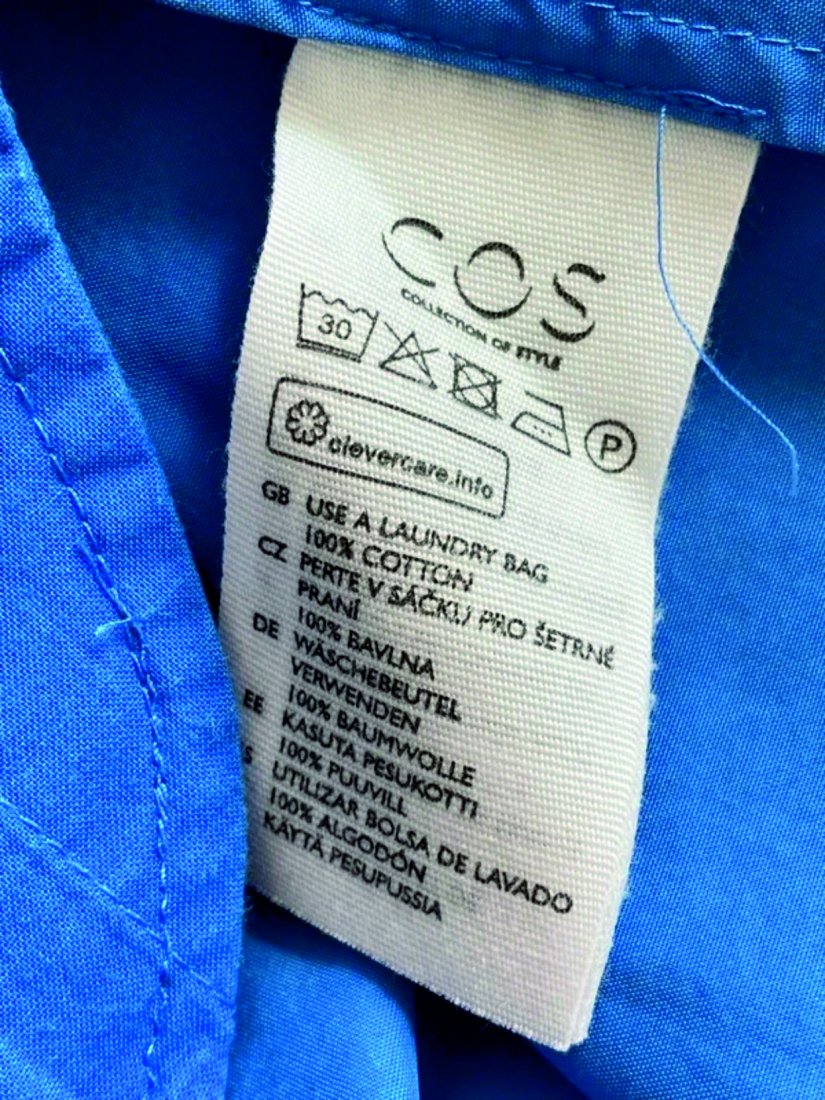 COS
COLLECTION OF STYLE
30
P
clevercare.info
GB USE A LAUNDRY BAG
100% COTTON
CZ PERTE V SÁČKU PRO ŠETRNÉ
PRANÍ
100% BAVLNA
DE WÄSCHEBEUTEL
VERWENDEN
100% BAUMWOLLE
EE KASUTA PESUKOTTI
100% PUUVILL
S UTILIZAR BOLSA DE LAVADO
100% ALGODÓN
KÄYTÄ PESUPUSSIA